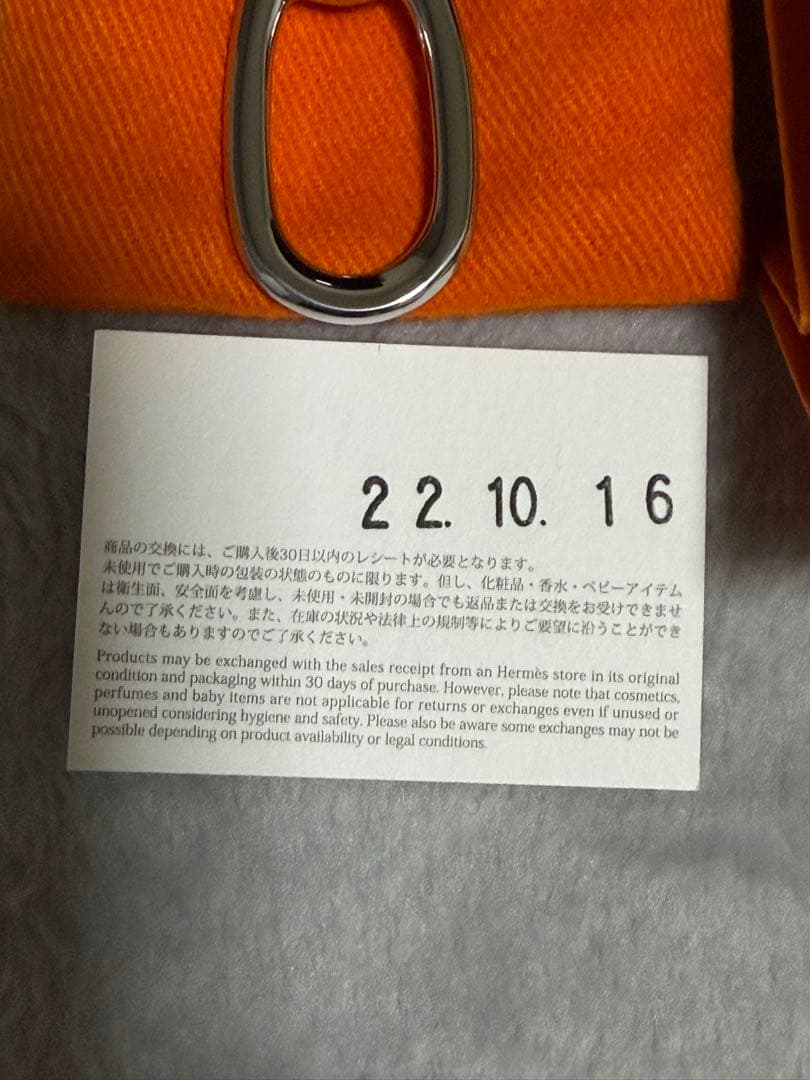 22. 10. 16
商品の交換には、ご購入後30日以内のレシートが必要となります。
未使用でご購入時の包装の状態のものに限ります。但し、化粧品・香水・ベビーアイテム
は衛生面、安全面を考慮し、未使用・未開封の場合でも返品または交換をお受けできませ
んので了承ください。また、在庫の状況や法律上の規制等によりご要望に沿うことができ
ない場合もありますのでご了承ください。
Products may be exchanged with the sales receipt from an Hermès store in its original
condition and packaging within 30 days of purchase. However, please note that cosmetics,
perfumes and baby items are not applicable for returns or exchanges even if unused or
unopened considering hygiene and safety. Please also be aware some exchanges may not be
possible depending on product availability or legal conditions.